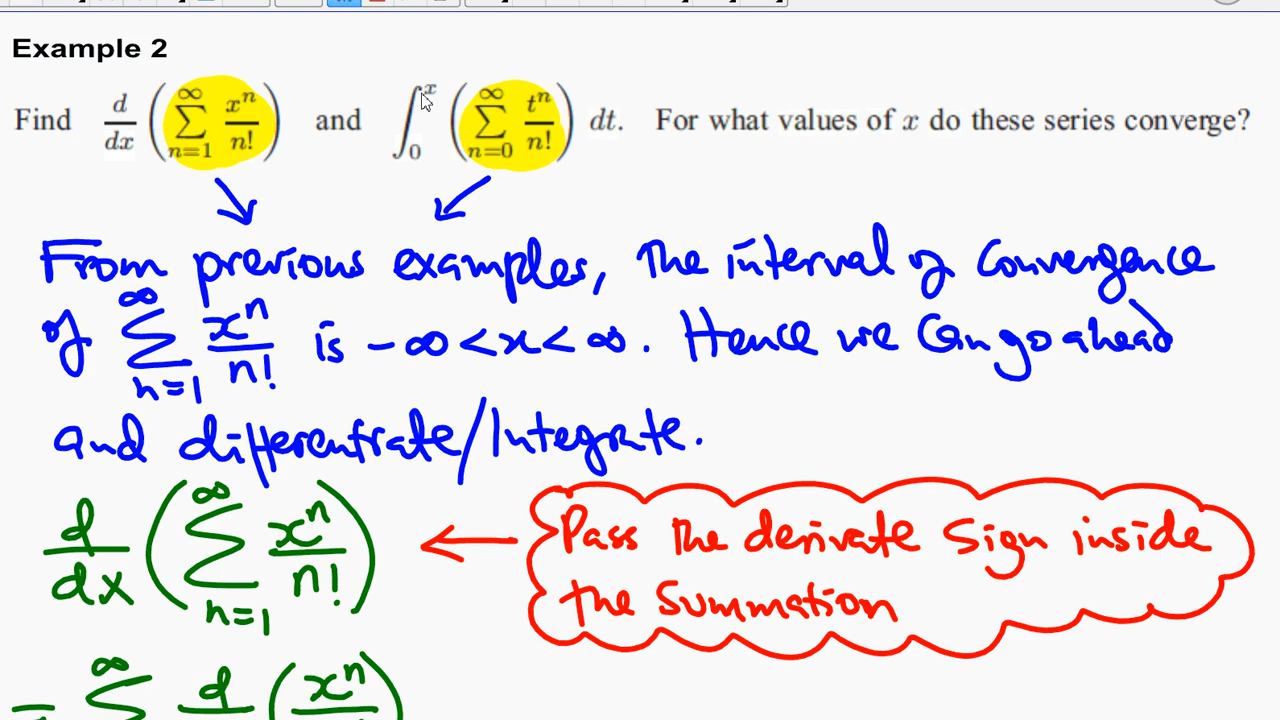 Example 2
Find d/dx (∑_{n=1}^{∞} x^n/n!) and ∫_0^x (∑_{n=0}^{∞} t^n/n!) dt. For what values of x do these series converge?
From previous examples, The interval of Convergence
of ∑_{n=1}^{∞} x^n/n! is -∞ < x < ∞. Hence we Can go ahead
and differentiate/Integrate.
d/dx (∑_{n=1}^{∞} x^n/n!) ← Pass The derivate Sign inside
the Summation
= ∑^{∞} d (x^n